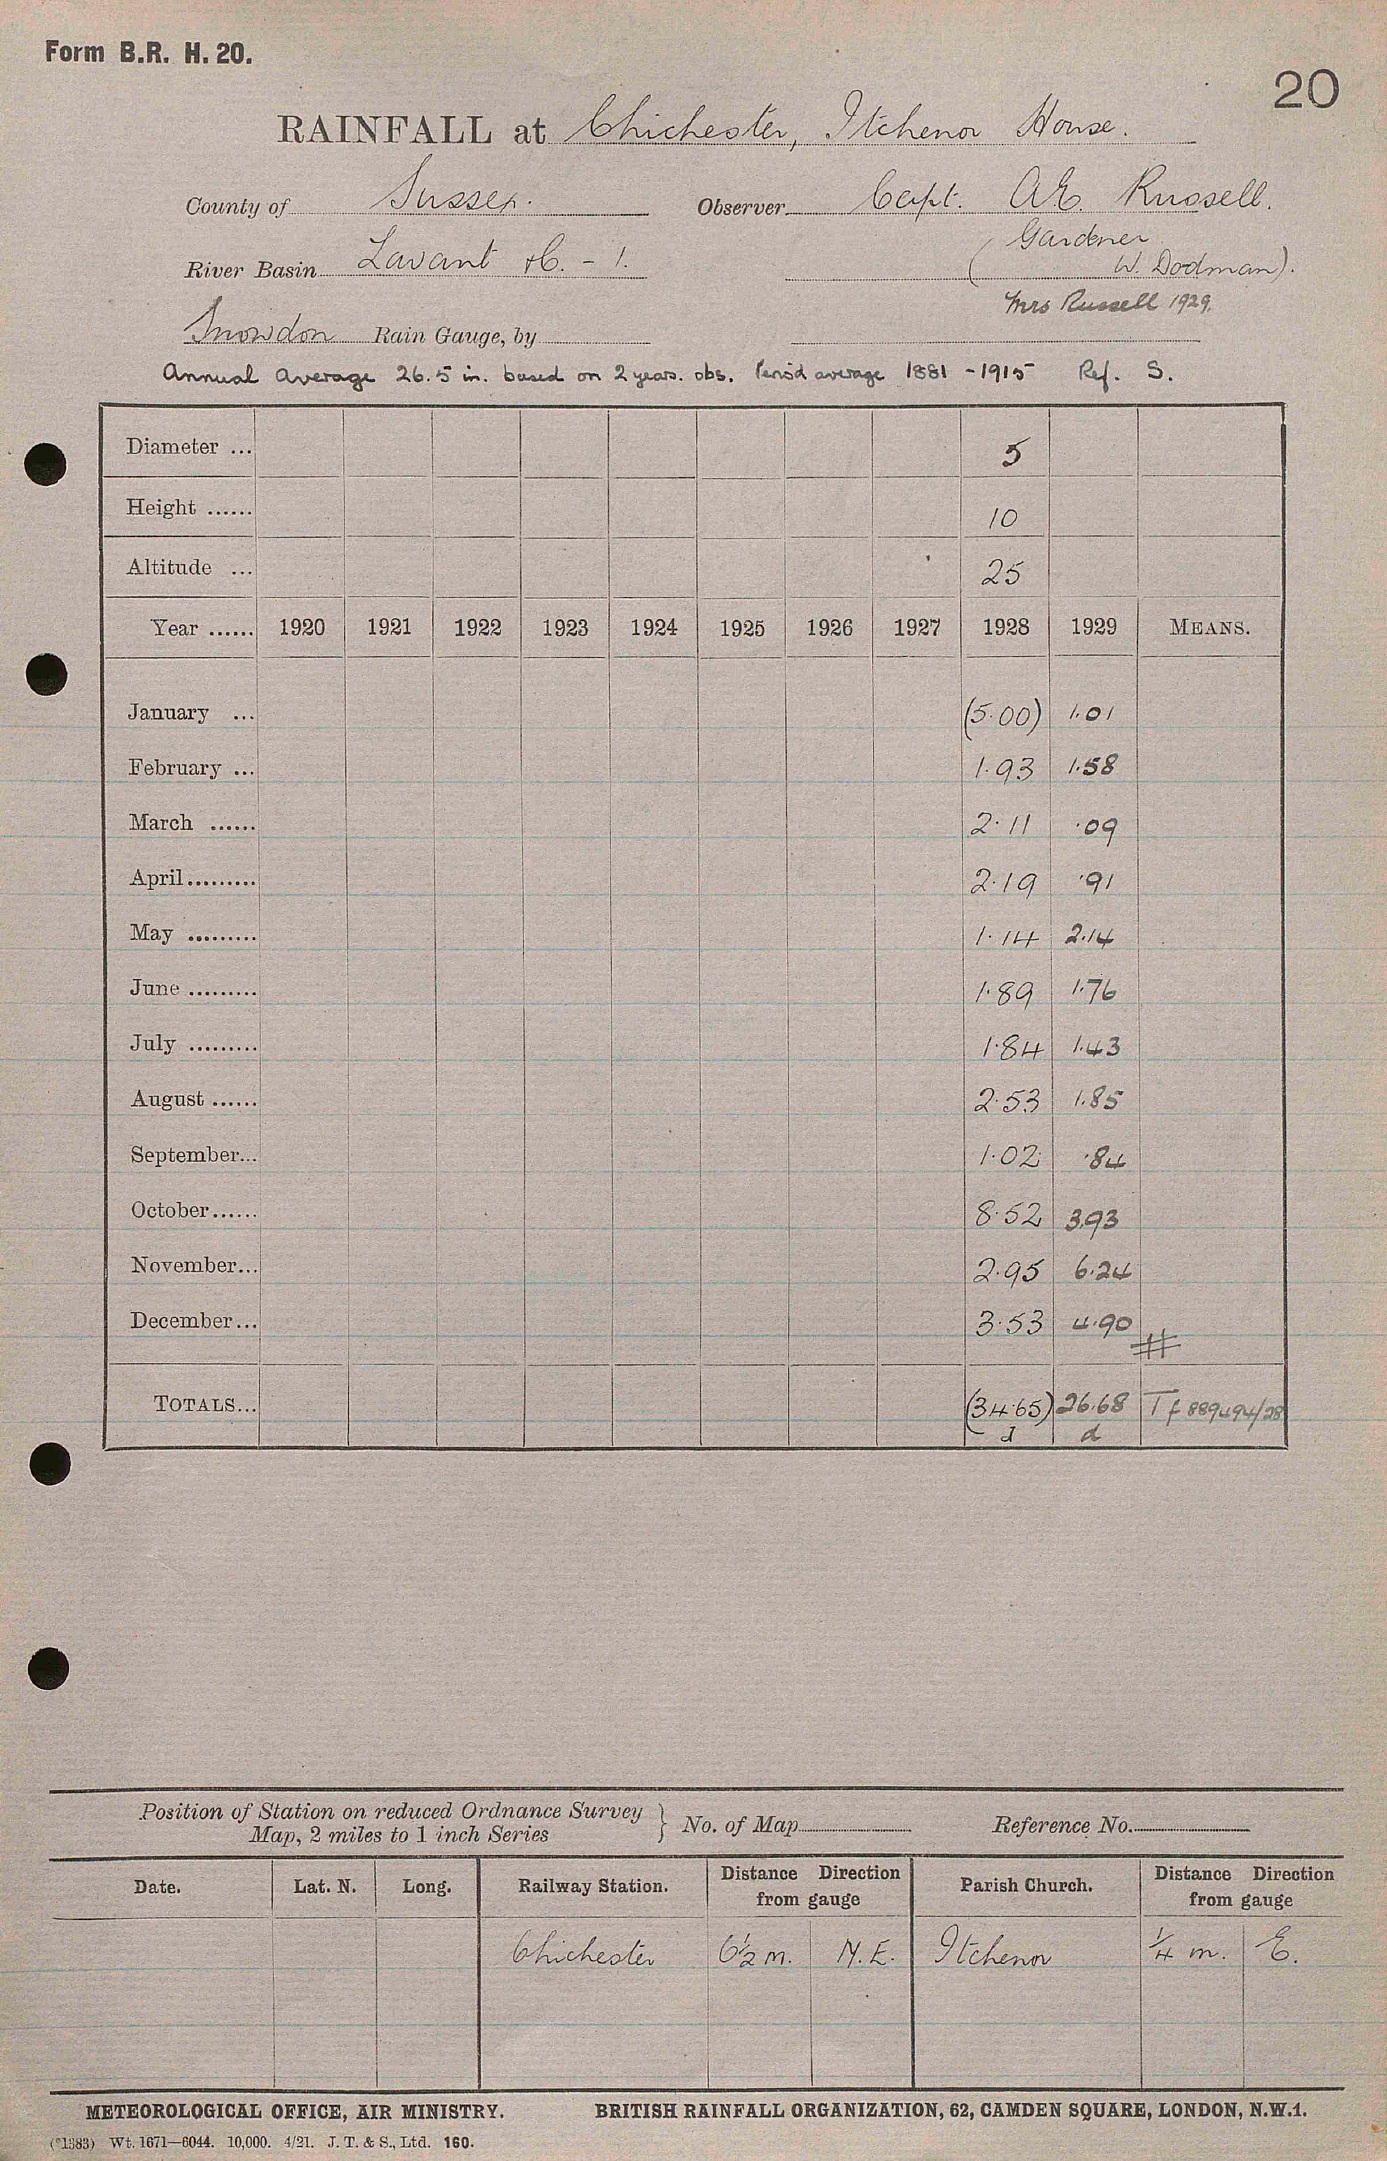 Form B.R. H. 20.
20
RAINFALL at Chichester, Itchenor House.
County of Sussex. Observer Capt. A.E. Russell.
(Gardener
River Basin Lavant &C. - 1. W. Dodman).
Mrs Russell 1929.
Snowdon Rain Gauge, by
Annual Average 26.5 in. based on 2 years. obs. Period average 1881 - 1915 Ref. S.
Diameter ... 5
Height ...... 10
Altitude ... 25
Year ...... 1920 1921 1922 1923 1924 1925 1926 1927 1928 1929 MEANS.
January ... (5.00) 1.01
February ... 1.93 1.58
March ...... 2.11 .09
April ......... 2.19 .91
May ......... 1.14 2.14
June ......... 1.89 1.76
July ......... 1.84 1.43
August ...... 2.53 1.85
September... 1.02 .84
October...... 8.52 3.93
November... 2.95 6.24
December... 3.53 4.90
#
TOTALS... (34.65) 26.68 Tf 889494/28
d d
Position of Station on reduced Ordnance Survey
Map, 2 miles to 1 inch Series } No. of Map Reference No.
Date. Lat. N. Long. Railway Station. Distance Direction from gauge Parish Church. Distance Direction from gauge
Chichester 6½ m. N.E. Itchenor ¼ m. E.
METEOROLOGICAL OFFICE, AIR MINISTRY. BRITISH RAINFALL ORGANIZATION, 62, CAMDEN SQUARE, LONDON, N.W.1.
(*1383) Wt. 1671—6044. 10,000. 4/21. J. T. & S., Ltd. 160.